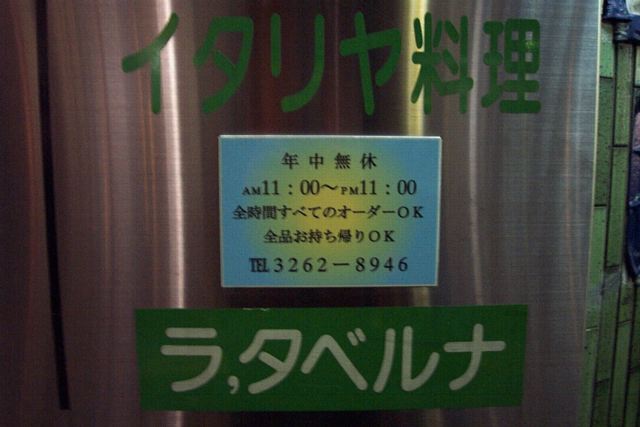 イタリヤ料理
年中無休
AM11：00～PM11：00
全時間すべてのオーダーOK
全品お持ち帰りOK
TEL 3262－8946
ラ,タベルナ